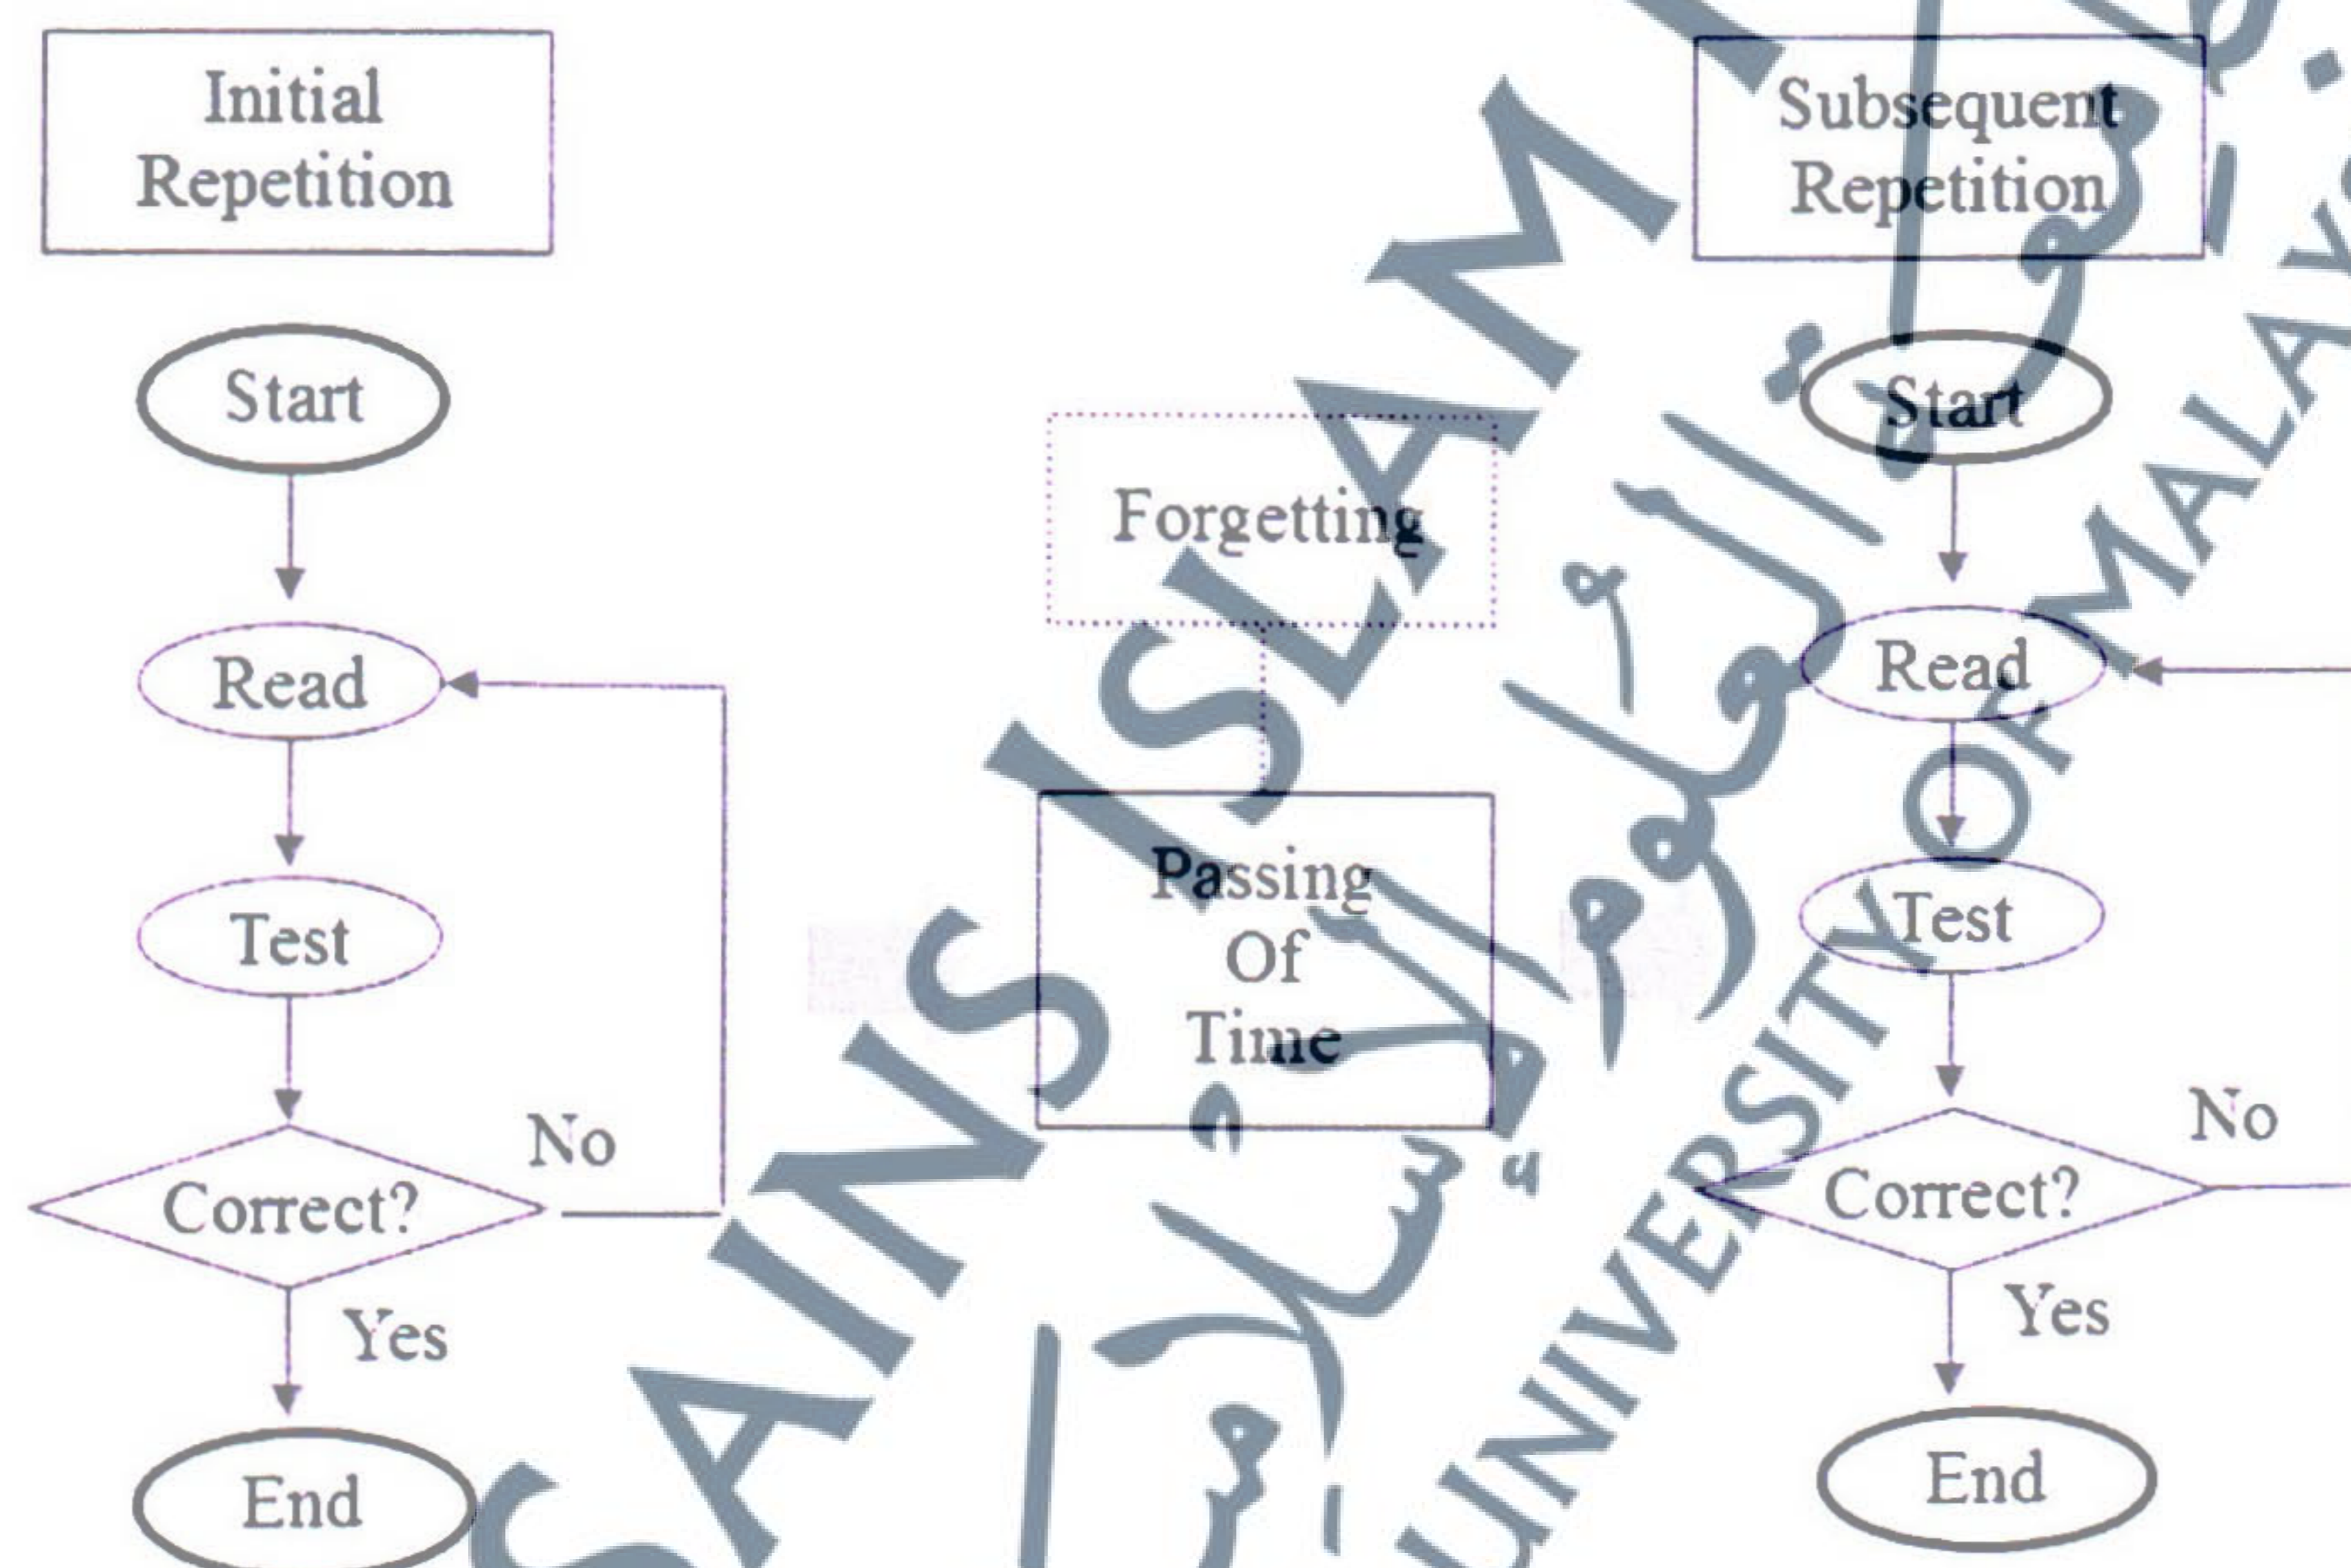 Initial
Repetition
Start
Read
Test
Correct?
No
Yes
End
Forgetting
Passing
Of
Time
Subsequent
Repetition
Start
Read
Test
Correct?
No
Yes
End
SAINS ISLAM
UNIVERSITY OF